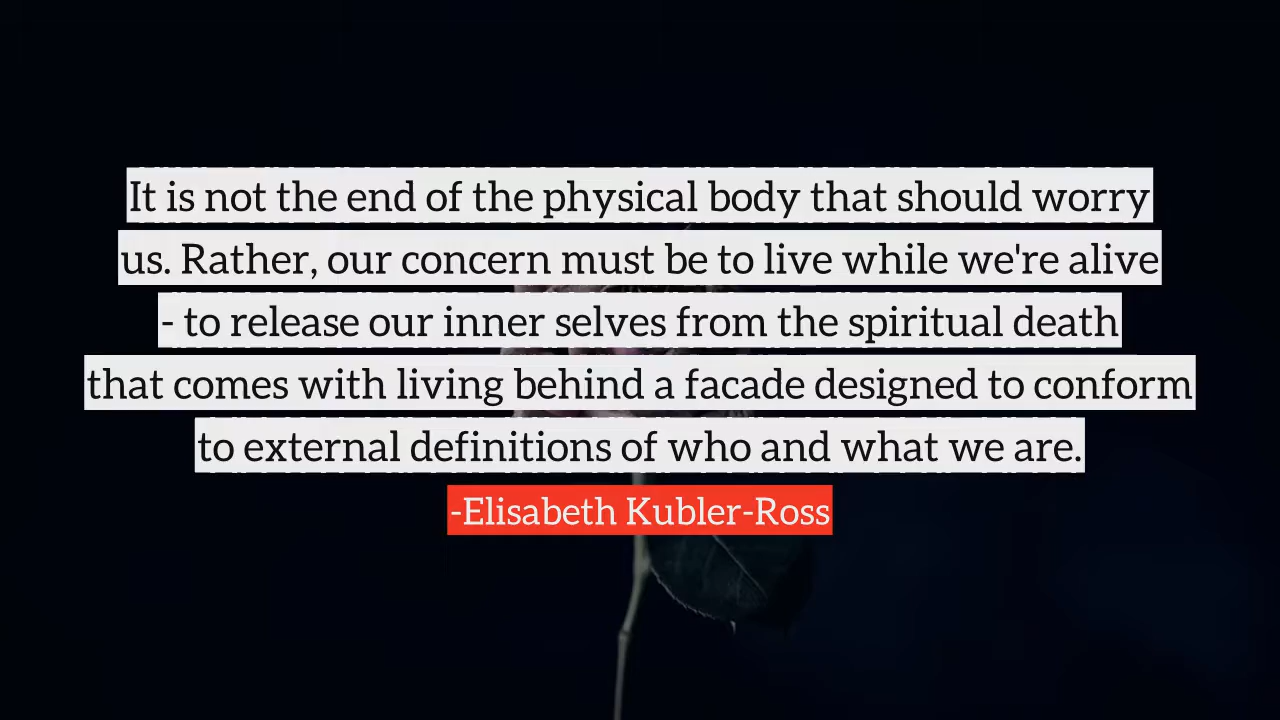 It is not the end of the physical body that should worry
us. Rather, our concern must be to live while we're alive
- to release our inner selves from the spiritual death
that comes with living behind a facade designed to conform
to external definitions of who and what we are.
-Elisabeth Kubler-Ross